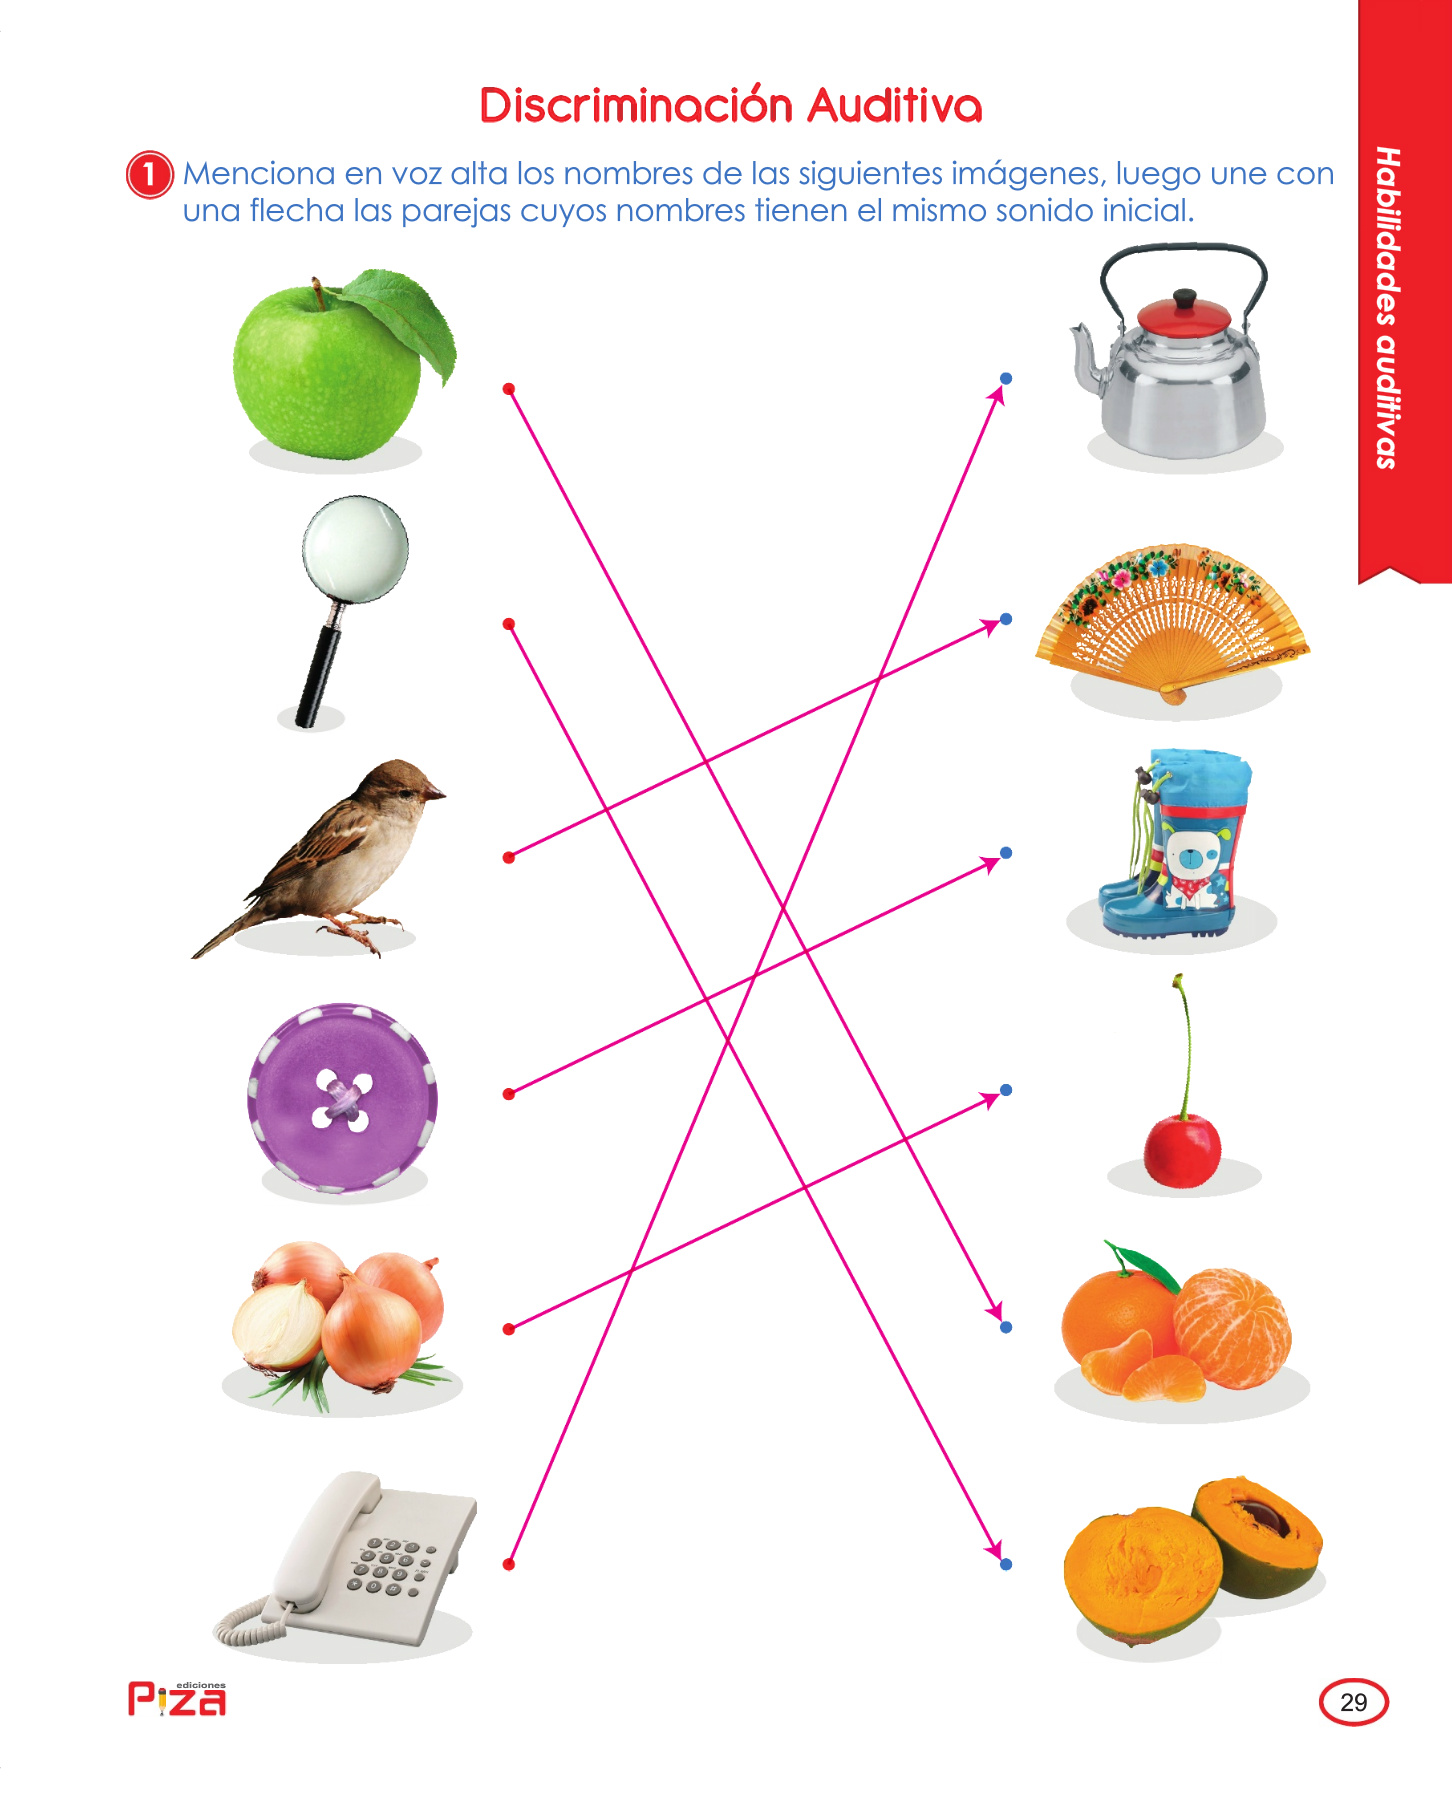 Discriminación Auditiva
1 Menciona en voz alta los nombres de las siguientes imágenes, luego une con
una flecha las parejas cuyos nombres tienen el mismo sonido inicial.
Habilidades auditivas
ediciones
Piza
29